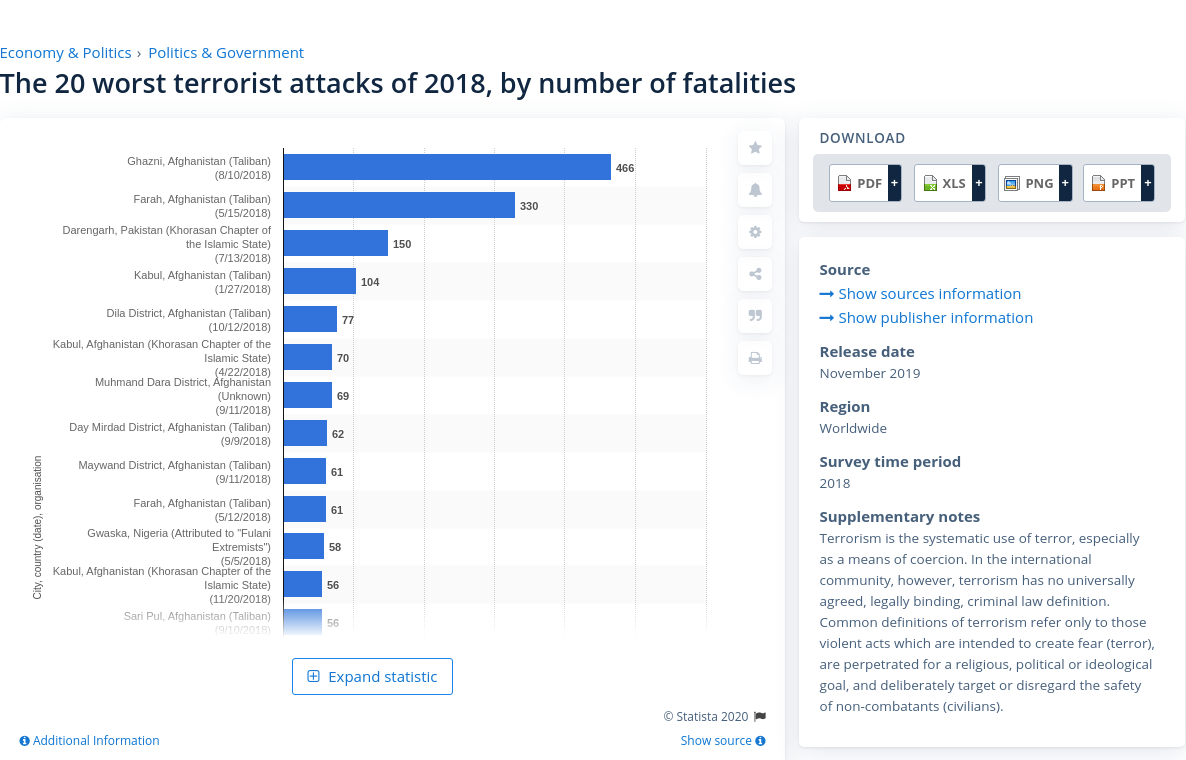 Economy & Politics › Politics & Government
The 20 worst terrorist attacks of 2018, by number of fatalities
City, country (date), organisation
Ghazni, Afghanistan (Taliban)
(8/10/2018)
466
Farah, Afghanistan (Taliban)
(5/15/2018)
330
Darengarh, Pakistan (Khorasan Chapter of
the Islamic State)
(7/13/2018)
150
Kabul, Afghanistan (Taliban)
(1/27/2018)
104
Dila District, Afghanistan (Taliban)
(10/12/2018)
77
Kabul, Afghanistan (Khorasan Chapter of the
Islamic State)
(4/22/2018)
70
Muhmand Dara District, Afghanistan
(Unknown)
(9/11/2018)
69
Day Mirdad District, Afghanistan (Taliban)
(9/9/2018)
62
Maywand District, Afghanistan (Taliban)
(9/11/2018)
61
Farah, Afghanistan (Taliban)
(5/12/2018)
61
Gwaska, Nigeria (Attributed to "Fulani
Extremists")
(5/5/2018)
58
Kabul, Afghanistan (Khorasan Chapter of the
Islamic State)
(11/20/2018)
56
Sari Pul, Afghanistan (Taliban)
(9/10/2018)
56
Expand statistic
© Statista 2020
Additional Information
Show source
DOWNLOAD
PDF + XLS + PNG + PPT +
Source
Show sources information
Show publisher information
Release date
November 2019
Region
Worldwide
Survey time period
2018
Supplementary notes
Terrorism is the systematic use of terror, especially
as a means of coercion. In the international
community, however, terrorism has no universally
agreed, legally binding, criminal law definition.
Common definitions of terrorism refer only to those
violent acts which are intended to create fear (terror),
are perpetrated for a religious, political or ideological
goal, and deliberately target or disregard the safety
of non-combatants (civilians).